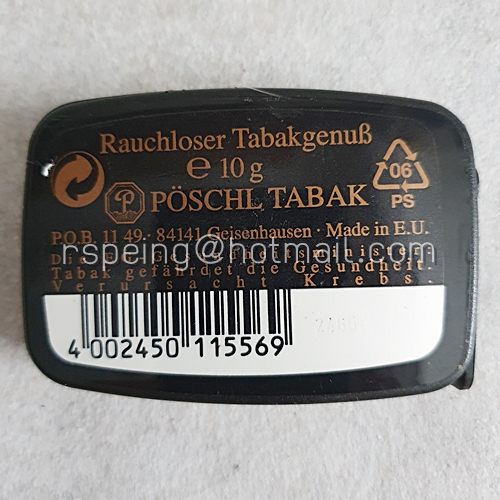 Rauchloser Tabakgenuß
℮ 10 g
06
PS
P
PÖSCHL TABAK
P.O.B. 11 49 · 84141 Geisenhausen · Made in E.U.
nspeing@hotmail.com
Tabak gefährdet die Gesundheit.
Verursacht Krebs.
4 002450 115569